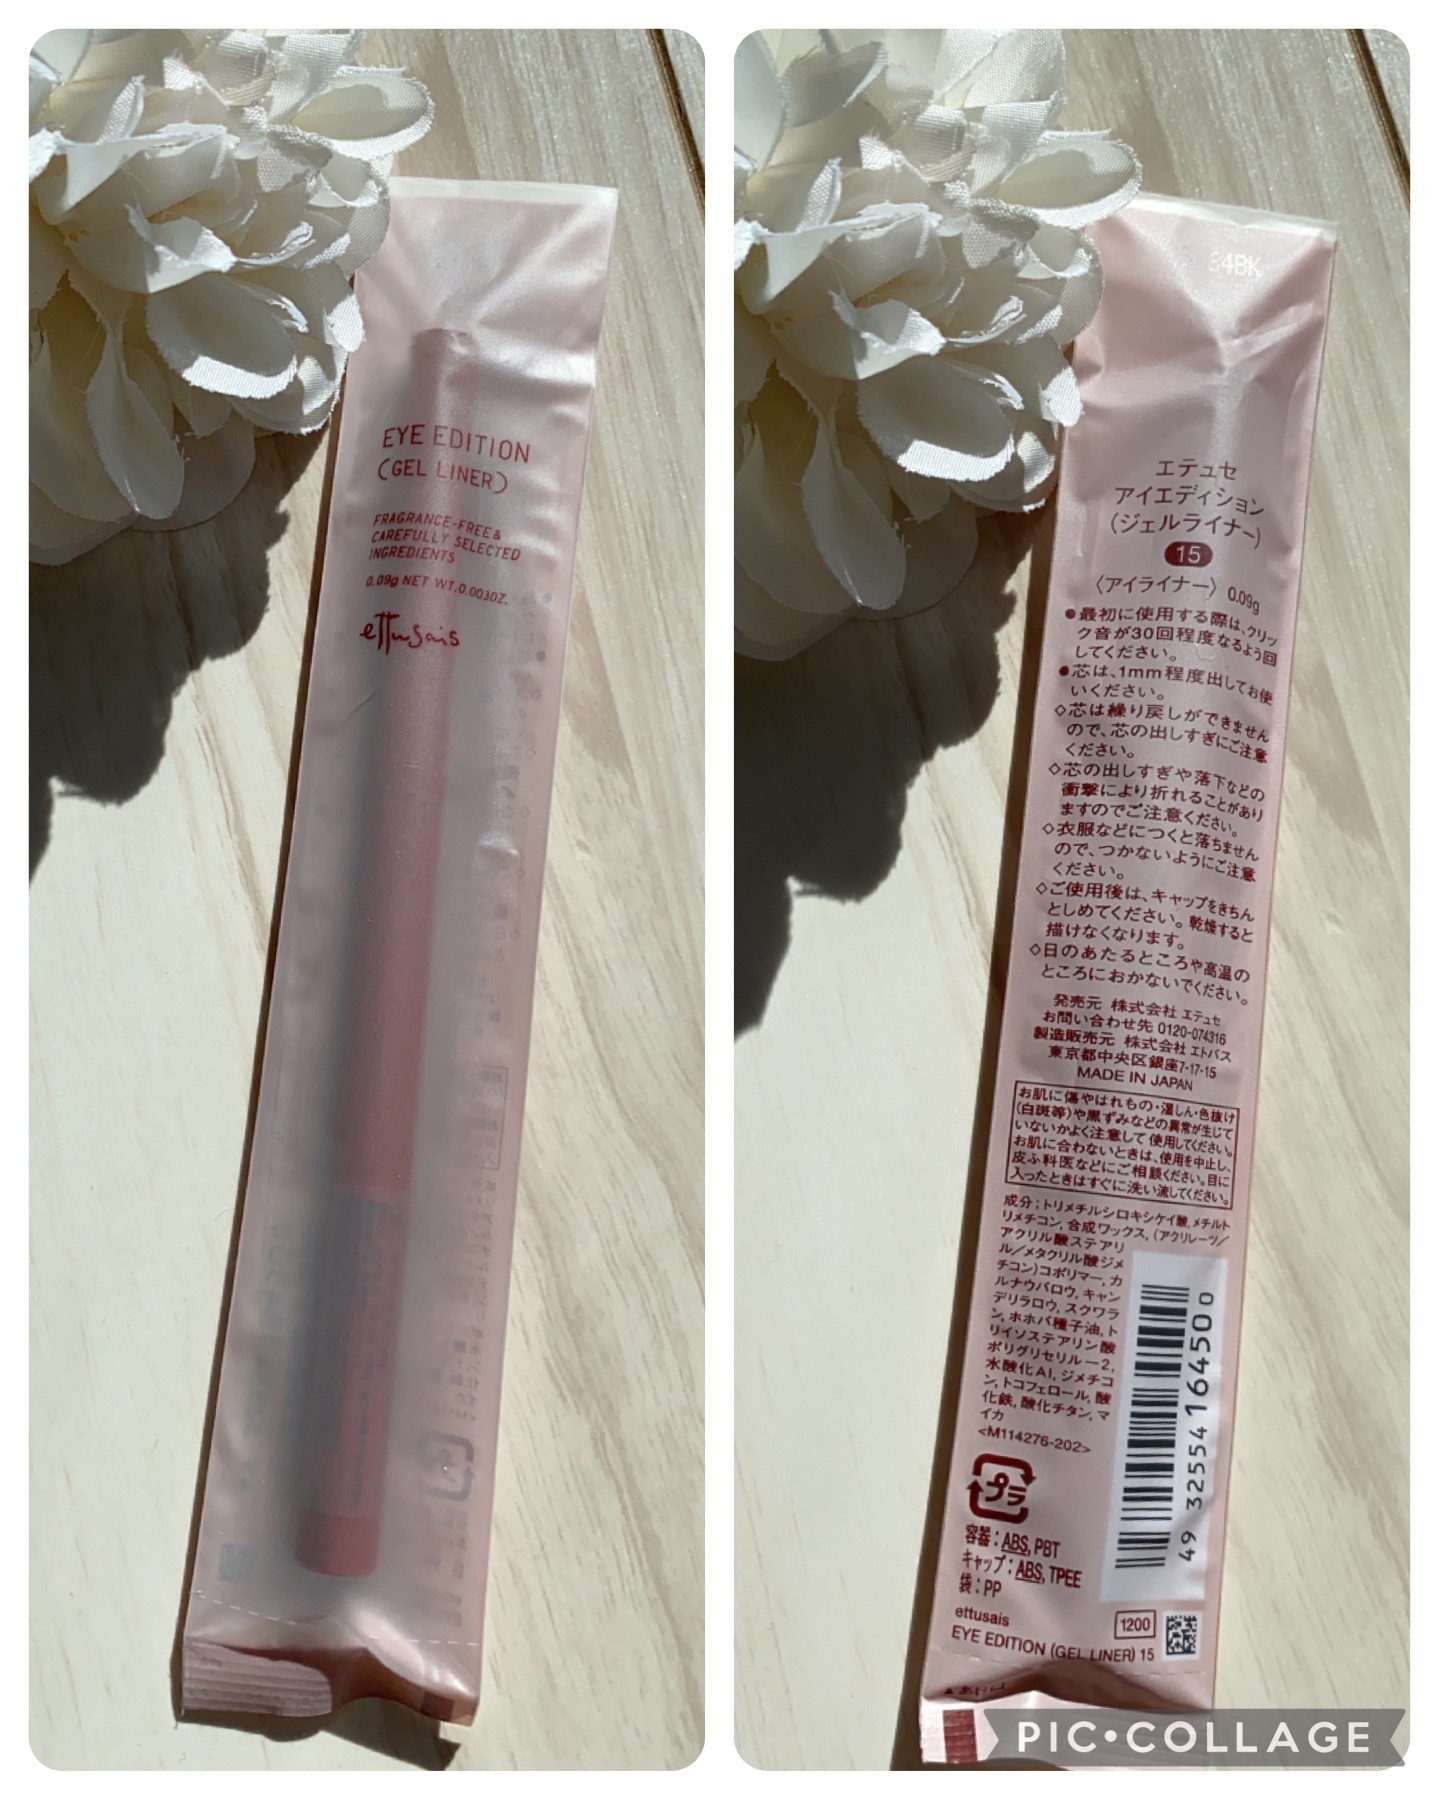 EYE EDITION
(GEL LINER)
FRAGRANCE-FREE &
CAREFULLY SELECTED
INGREDIENTS
0.09g NET WT. 0.003OZ.
ettusais
4BK
エテュセ
アイエディション
(ジェルライナー)
15
〈アイライナー〉 0.09g
●最初に使用する際は、クリッ
ク音が30回程度なるよう回
してください。
●芯は、1mm程度出してお使
いください。
◇芯は繰り戻しができません
ので、芯の出しすぎにご注意
ください。
◇芯の出しすぎや落下などの
衝撃により折れることがあり
ますのでご注意ください。
◇衣服などにつくと落ちません
ので、つかないようにご注意
ください。
◇ご使用後は、キャップをきちん
としめてください。乾燥すると
描けなくなります。
◇日のあたるところや高温の
ところにおかないでください。
発売元 株式会社 エテュセ
お問い合わせ先 0120-074316
製造販売元 株式会社 エトバス
東京都中央区銀座7-17-15
MADE IN JAPAN
お肌に傷やはれもの・湿しん・色抜け
(白斑等)や黒ずみなどの異常が生じて
いないかよく注意して使用してください。
お肌に合わないときは、使用を中止し、
皮ふ科医などにご相談ください。目に
入ったときはすぐに洗い流してください。
成分；トリメチルシロキシケイ酸, メチルト
リメチコン, 合成ワックス, (アクリレーツ/
アクリル酸ステアリ
ル/メタクリル酸ジメ
チコン)コポリマー, カ
ルナウバロウ, キャン
デリラロウ, スクワラ
ン, ホホバ種子油, ト
リイソステアリン酸
ポリグリセリル-2,
水酸化Al, ジメチコ
ン, トコフェロール, 酸
化鉄, 酸化チタン, マ
イカ
<M114276-202>
4932554164500
プラ
容器：ABS, PBT
キャップ：ABS, TPEE
袋：PP
ettusais
1200
EYE EDITION (GEL LINER) 15
▲あけ口
PIC•COLLAGE